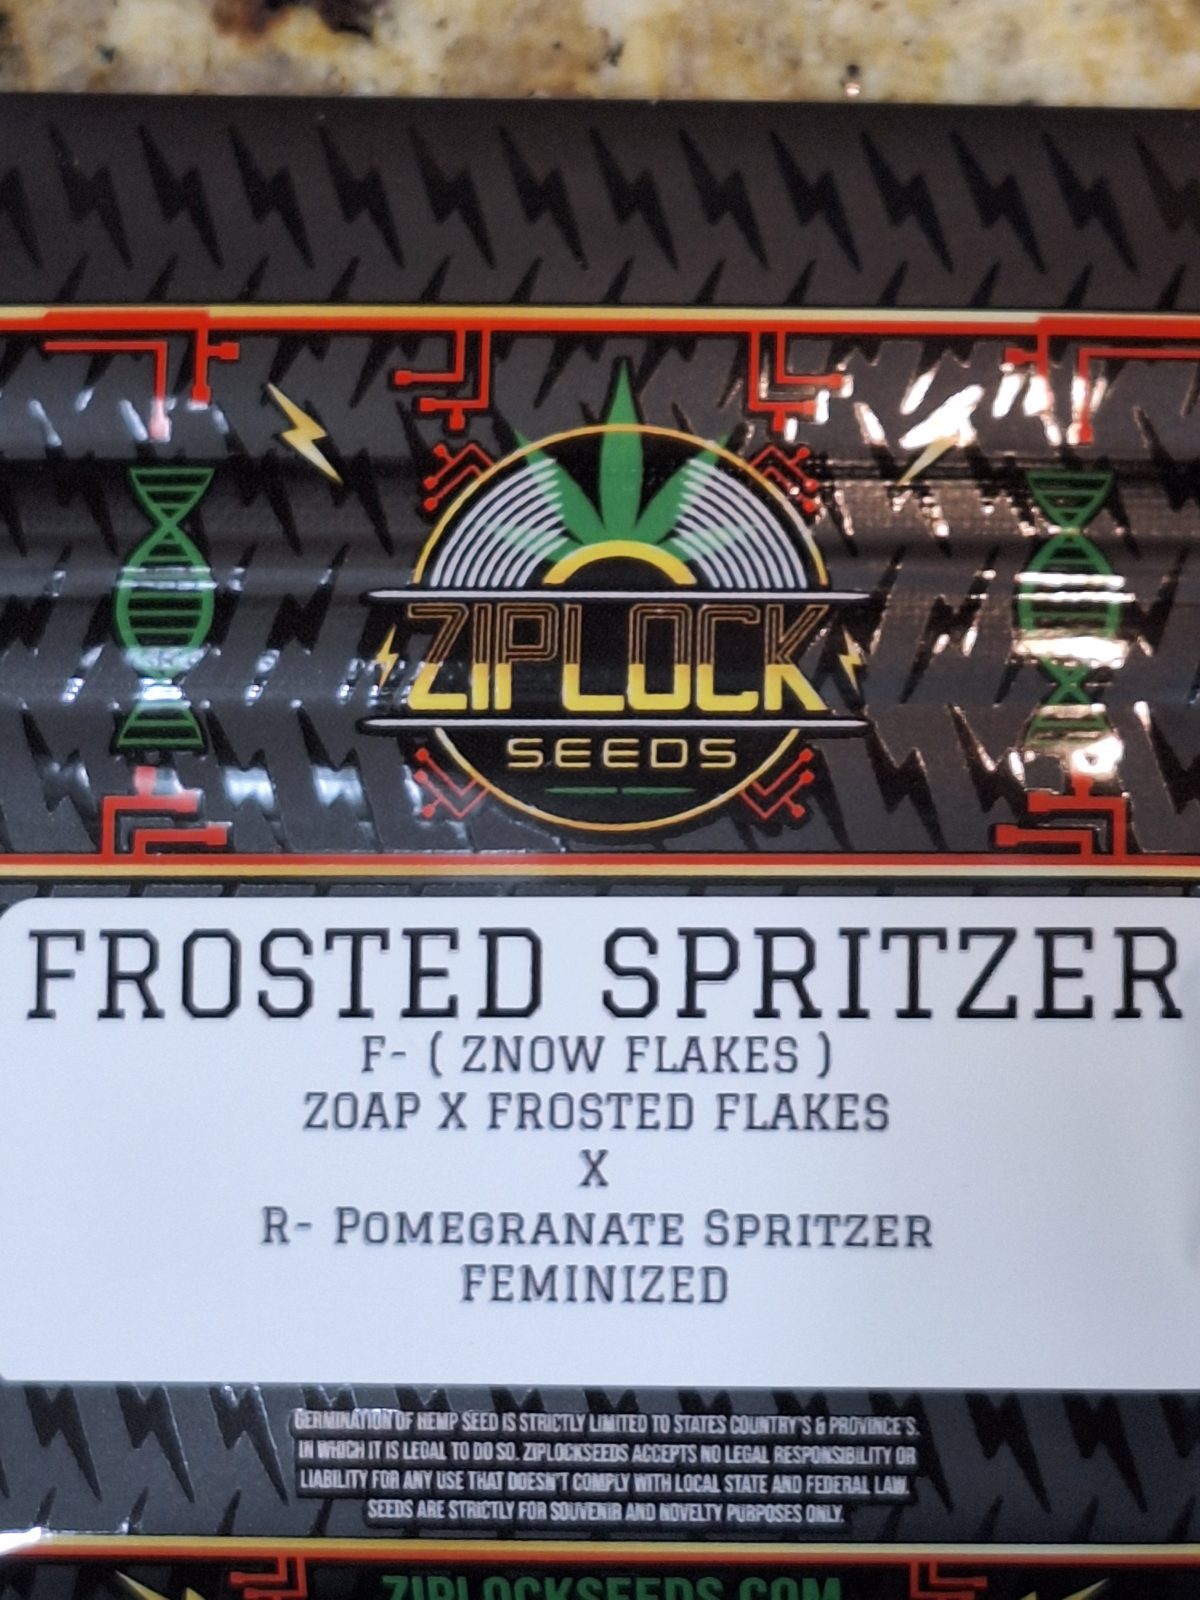 ZIPLOCK
SEEDS
FROSTED SPRITZER
F- ( ZNOW FLAKES )
ZOAP X FROSTED FLAKES
X
R- POMEGRANATE SPRITZER
FEMINIZED
GERMINATION OF HEMP SEED IS STRICTLY LIMITED TO STATES COUNTRY'S & PROVINCE'S.
IN WHICH IT IS LEGAL TO DO SO. ZIPLOCKSEEDS ACCEPTS NO LEGAL RESPONSIBILITY OR
LIABILITY FOR ANY USE THAT DOESN'T COMPLY WITH LOCAL STATE AND FEDERAL LAW.
SEEDS ARE STRICTLY FOR SOUVENIR AND NOVELTY PURPOSES ONLY.
ZIPLOCKSEEDS.COM